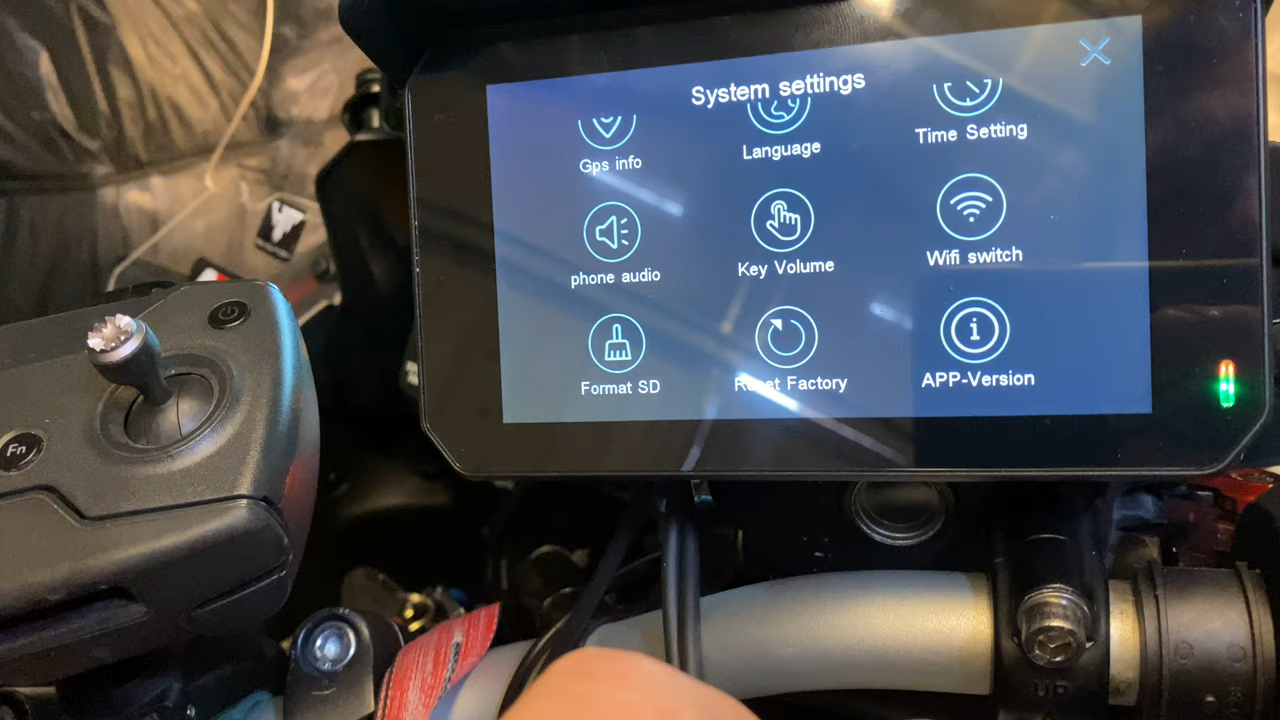 System settings
Gps info
Language
Time Setting
phone audio
Key Volume
Wifi switch
Format SD
Reset Factory
APP-Version
Fn
UP